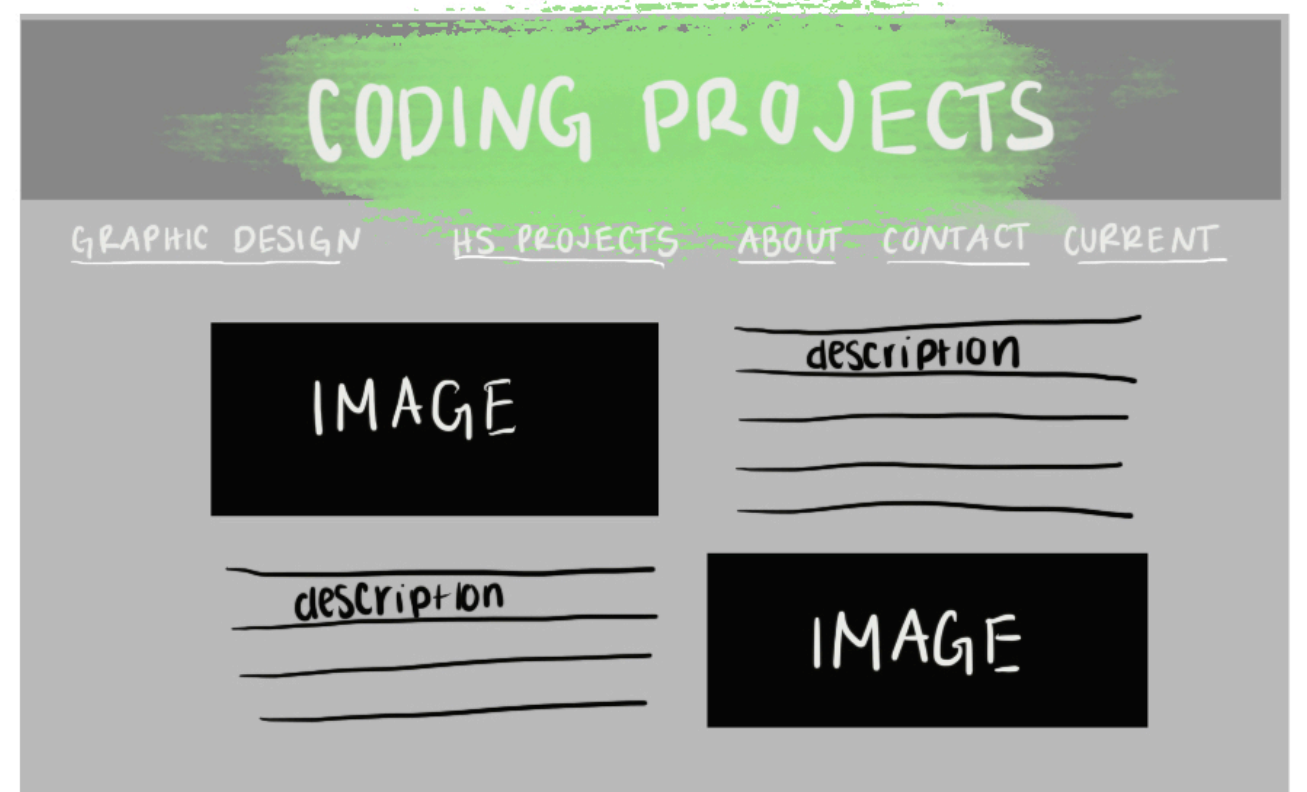 CODING PROJECTS
GRAPHIC DESIGN HS PROJECTS ABOUT CONTACT CURRENT
IMAGE
description
description
IMAGE